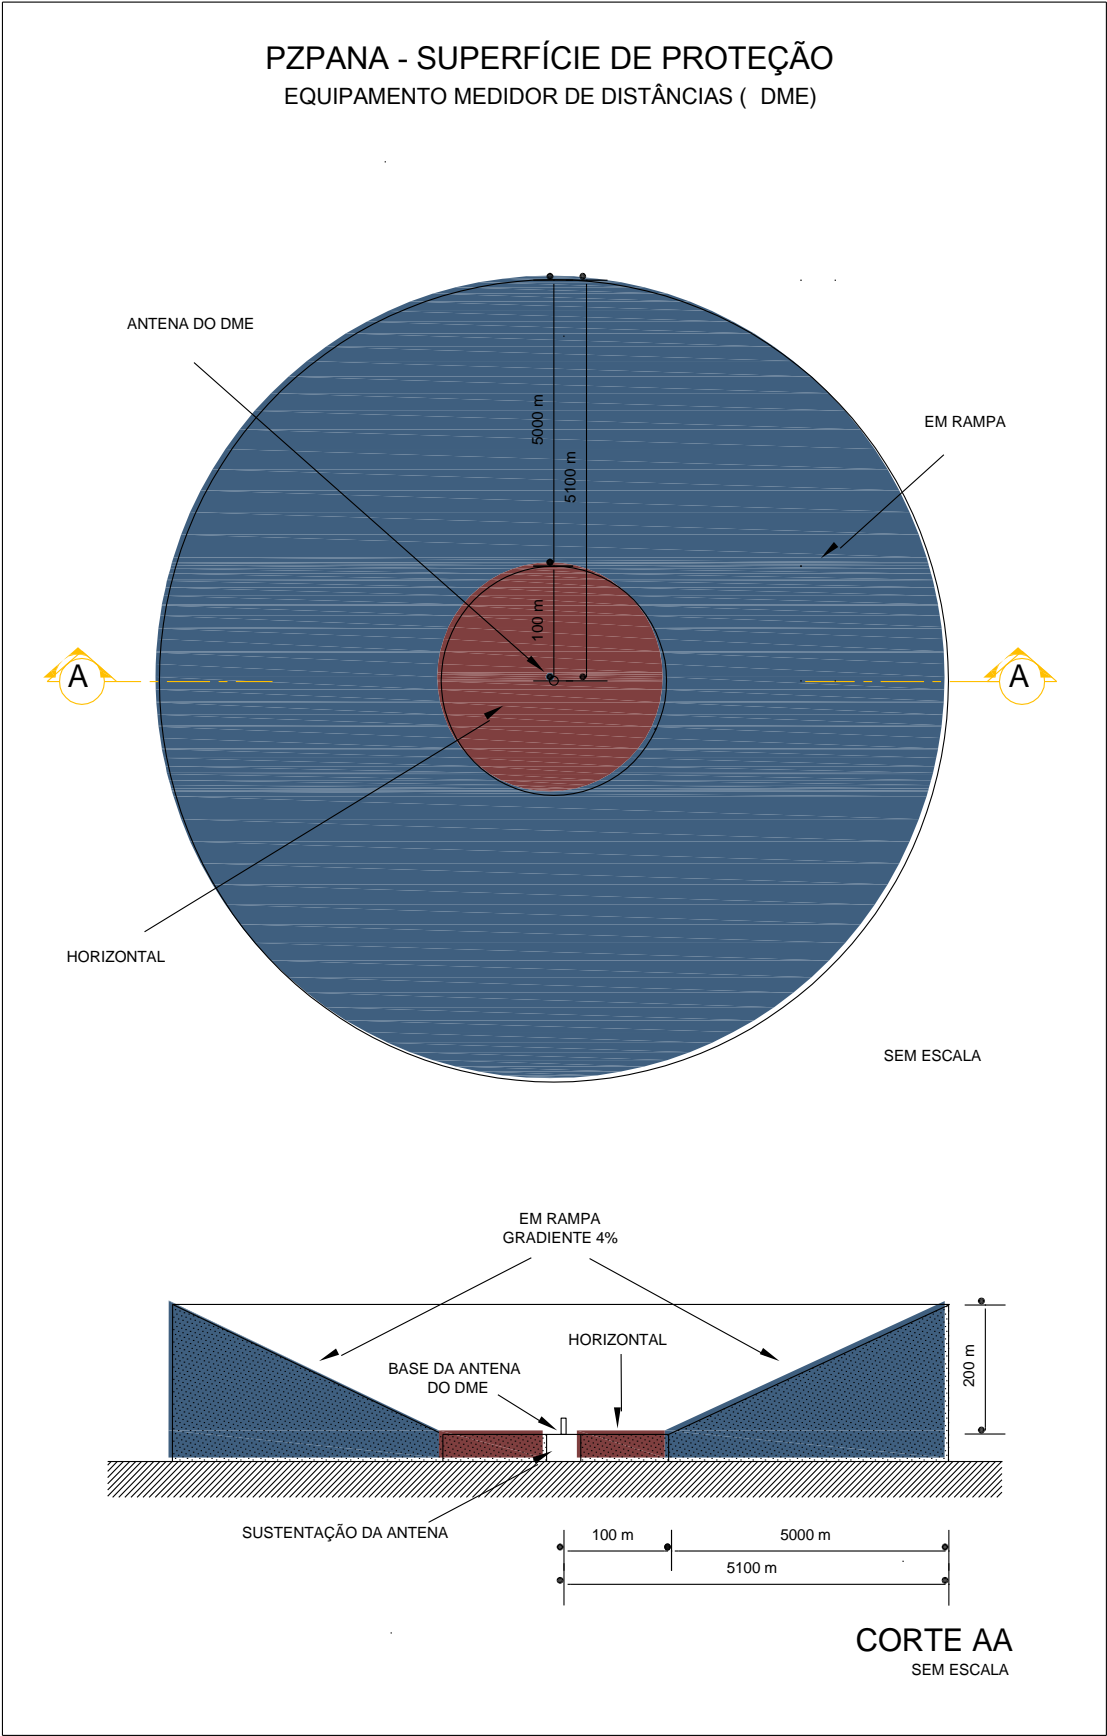 PZPANA - SUPERFÍCIE DE PROTEÇÃO
EQUIPAMENTO MEDIDOR DE DISTÂNCIAS ( DME)
ANTENA DO DME
EM RAMPA
5000 m
5100 m
100 m
A
A
HORIZONTAL
SEM ESCALA
EM RAMPA
GRADIENTE 4%
HORIZONTAL
BASE DA ANTENA
DO DME
200 m
SUSTENTAÇÃO DA ANTENA
100 m
5000 m
5100 m
CORTE AA
SEM ESCALA